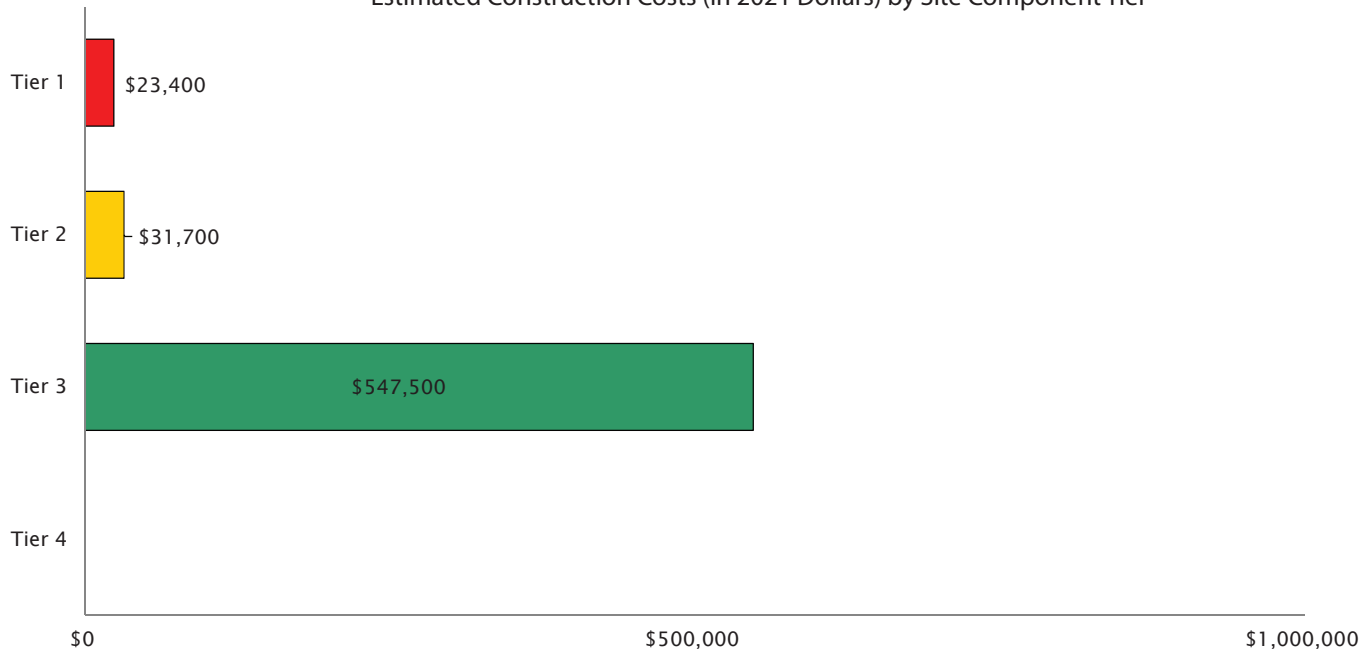 Estimated Construction Costs (in 2021 Dollars) by Site Component Tier
Tier 1
$23,400
Tier 2
$31,700
Tier 3
$547,500
Tier 4
$0
$500,000
$1,000,000